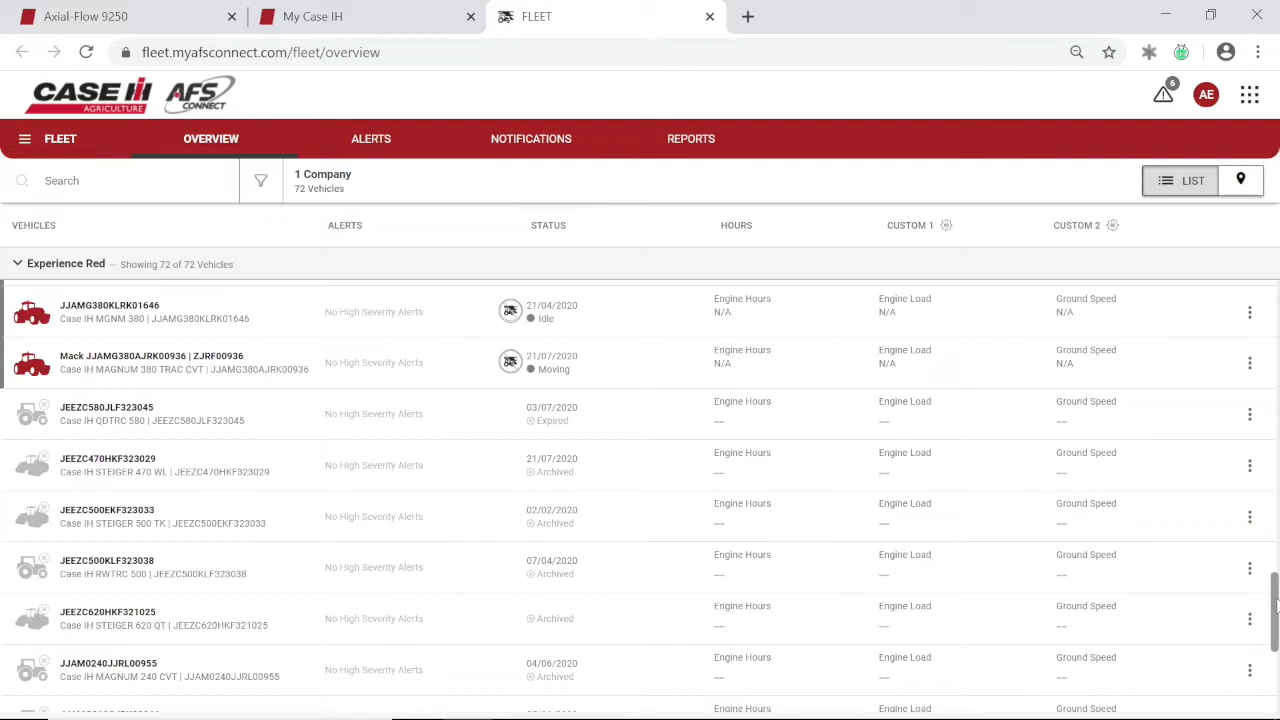 Axial-Flow 9250
My Case IH
FLEET
fleet.myafsconnect.com/fleet/overview
CASE IH
AGRICULTURE
AFS
CONNECT
6
AE
FLEET
OVERVIEW
ALERTS
NOTIFICATIONS
REPORTS
Search
1 Company
72 Vehicles
LIST
VEHICLES
ALERTS
STATUS
HOURS
CUSTOM 1
CUSTOM 2
Experience Red — Showing 72 of 72 Vehicles
JJAMG380KLRK01646
Case IH MGNM 380 | JJAMG380KLRK01646
No High Severity Alerts
21/04/2020
Idle
Engine Hours
N/A
Engine Load
N/A
Ground Speed
N/A
Mack JJAMG380AJRK00936 | ZJRF00936
Case IH MAGNUM 380 TRAC CVT | JJAMG380AJRK00936
No High Severity Alerts
21/07/2020
Moving
Engine Hours
N/A
Engine Load
N/A
Ground Speed
N/A
JEEZC580JLF323045
Case IH QDTRC 580 | JEEZC580JLF323045
No High Severity Alerts
03/07/2020
Expired
Engine Hours
---
Engine Load
---
Ground Speed
---
JEEZC470HKF323029
Case IH STEIGER 470 WL | JEEZC470HKF323029
No High Severity Alerts
21/07/2020
Archived
Engine Hours
---
Engine Load
---
Ground Speed
---
JEEZC500EKF323033
Case IH STEIGER 500 TK | JEEZC500EKF323033
No High Severity Alerts
02/02/2020
Archived
Engine Hours
---
Engine Load
---
Ground Speed
---
JEEZC500KLF323038
Case IH RWTRC 500 | JEEZC500KLF323038
No High Severity Alerts
07/04/2020
Archived
Engine Hours
---
Engine Load
---
Ground Speed
---
JEEZC620HKF321025
Case IH STEIGER 620 QT | JEEZC620HKF321025
No High Severity Alerts
Archived
Engine Hours
---
Engine Load
---
Ground Speed
---
JJAM0240JJRL00955
Case IH MAGNUM 240 CVT | JJAM0240JJRL00955
No High Severity Alerts
04/06/2020
Archived
Engine Hours
---
Engine Load
---
Ground Speed
---
Engine Hours
Engine Load
Ground Speed